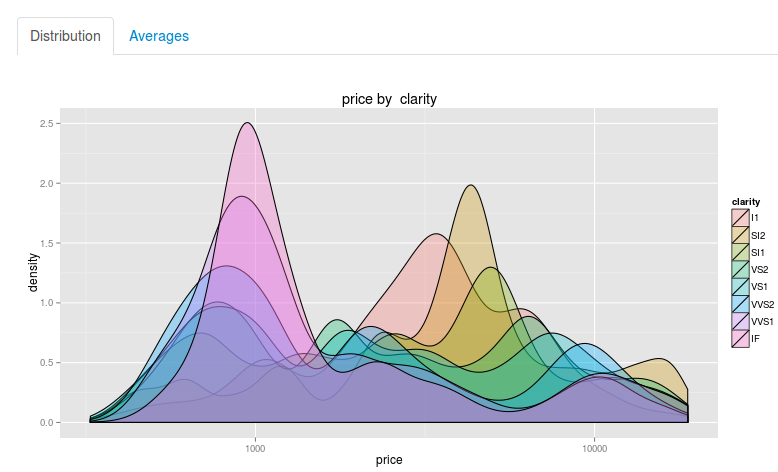 Distribution Averages
price by clarity
density
2.5
2.0
1.5
1.0
0.5
0.0
1000 10000
price
clarity
I1
SI2
SI1
VS2
VS1
VVS2
VVS1
IF